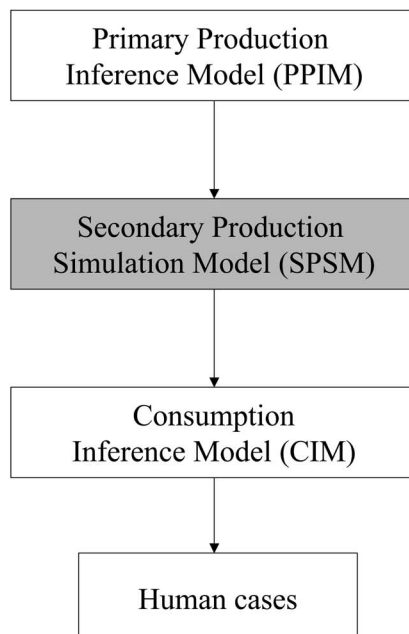 Primary Production
Inference Model (PPIM)
Secondary Production
Simulation Model (SPSM)
Consumption
Inference Model (CIM)
Human cases